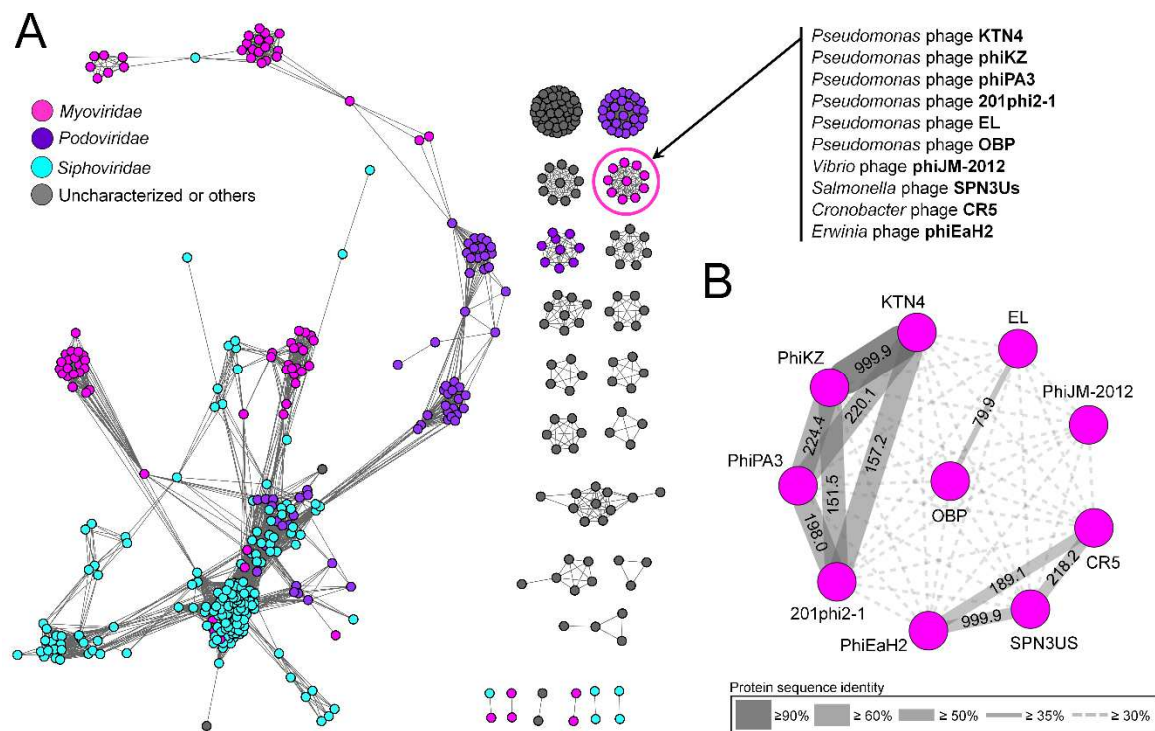 A
Myoviridae
Podoviridae
Siphoviridae
Uncharacterized or others
Pseudomonas phage KTN4
Pseudomonas phage phiKZ
Pseudomonas phage phiPA3
Pseudomonas phage 201phi2-1
Pseudomonas phage EL
Pseudomonas phage OBP
Vibrio phage phiJM-2012
Salmonella phage SPN3Us
Cronobacter phage CR5
Erwinia phage phiEaH2
B
KTN4
EL
PhiKZ
999.9
PhiJM-2012
220.1
79.9
224.4
157.2
PhiPA3
151.5
OBP
198.0
CR5
189.1
218.2
201phi2-1
999.9
PhiEaH2
SPN3US
Protein sequence identity
≥90%
≥ 60%
≥ 50%
≥ 35%
≥ 30%